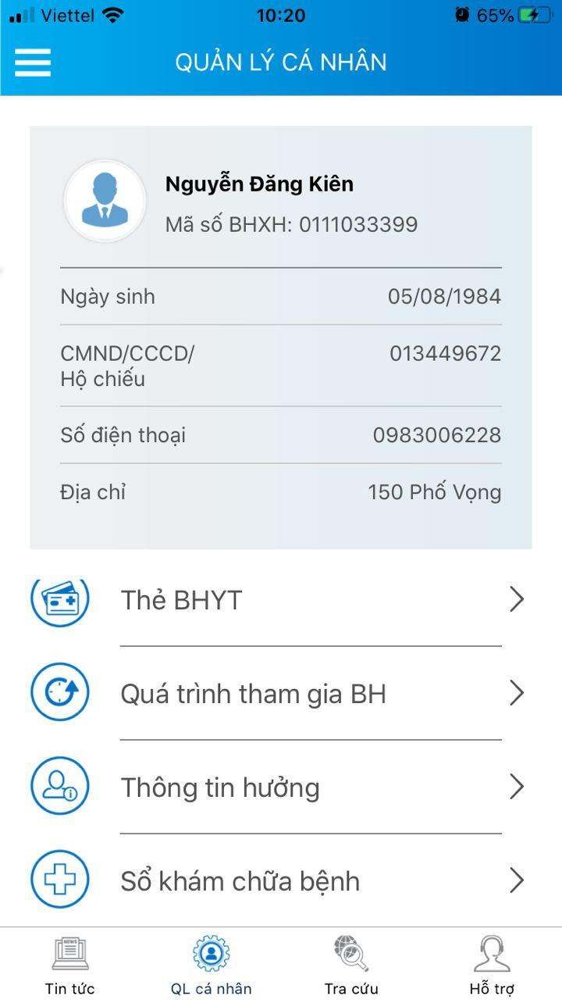 Viettel 10:20 65%
QUẢN LÝ CÁ NHÂN
Nguyễn Đăng Kiên
Mã số BHXH: 0111033399
Ngày sinh 05/08/1984
CMND/CCCD/ 013449672
Hộ chiếu
Số điện thoại 0983006228
Địa chỉ 150 Phố Vọng
Thẻ BHYT
Quá trình tham gia BH
Thông tin hưởng
Sổ khám chữa bệnh
NEWS
Tin tức QL cá nhân Tra cứu Hỗ trợ